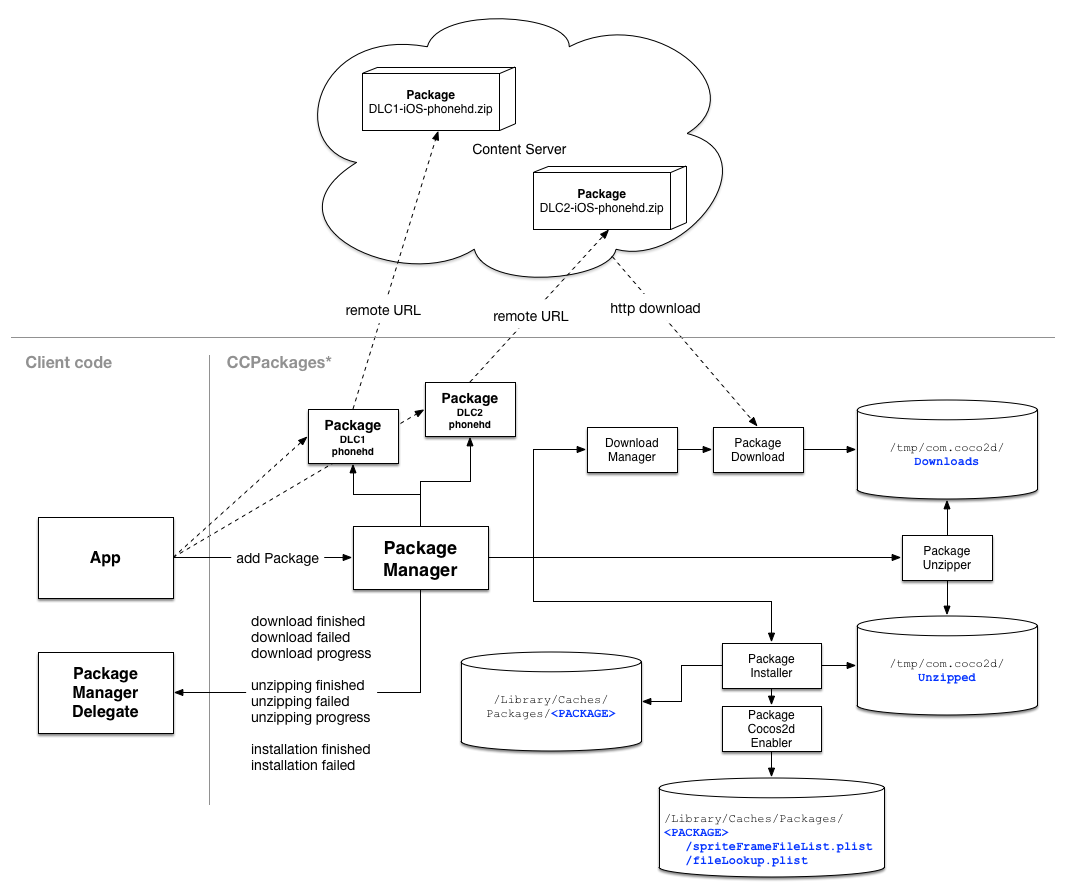 Package
DLC1-iOS-phonehd.zip
Content Server
Package
DLC2-iOS-phonehd.zip
remote URL
remote URL
http download
Client code
CCPackages*
Package
DLC1
phonehd
Package
DLC2
phonehd
Download
Manager
Package
Download
/tmp/com.coco2d/
Downloads
App
add Package
Package
Manager
Package
Unzipper
download finished
download failed
download progress
unzipping finished
unzipping failed
unzipping progress
installation finished
installation failed
Package
Manager
Delegate
/Library/Caches/
Packages/<PACKAGE>
Package
Installer
/tmp/com.coco2d/
Unzipped
Package
Cocos2d
Enabler
/Library/Caches/Packages/
<PACKAGE>
/spriteFrameFileList.plist
/fileLookup.plist